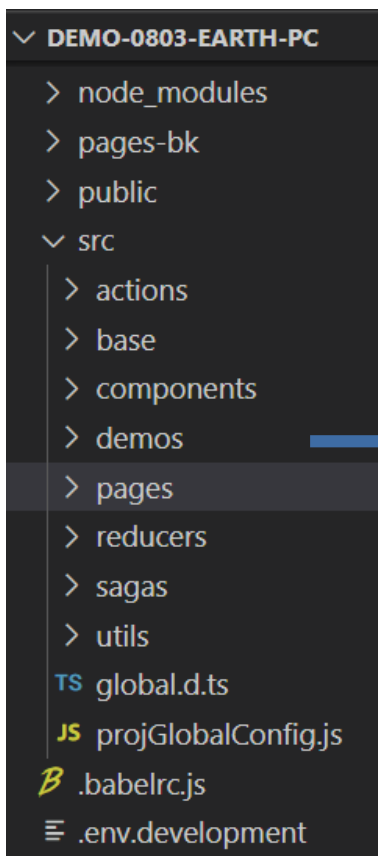 DEMO-0803-EARTH-PC
node_modules
pages-bk
public
src
actions
base
components
demos
pages
reducers
sagas
utils
TS global.d.ts
JS projGlobalConfig.js
.babelrc.js
.env.development